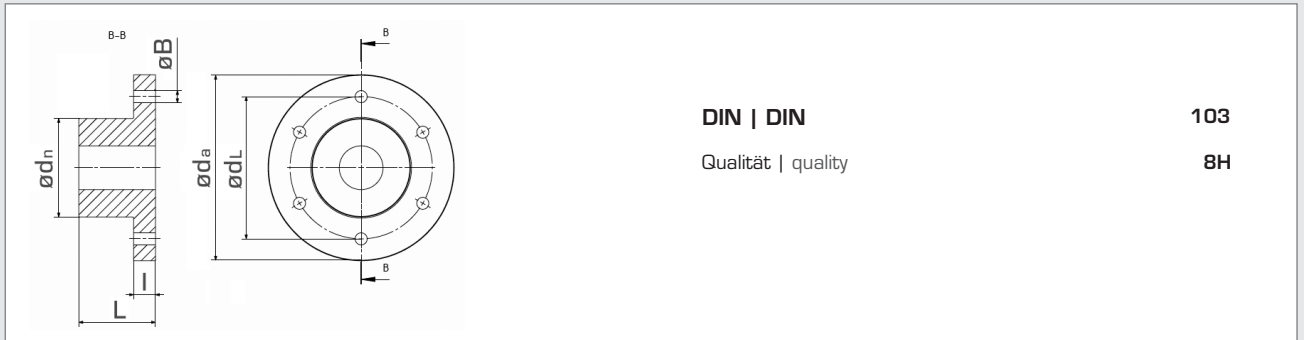 B-B
øB
B
DIN | DIN 103
Qualität | quality 8H
ødn
øda
ødL
B
l
L